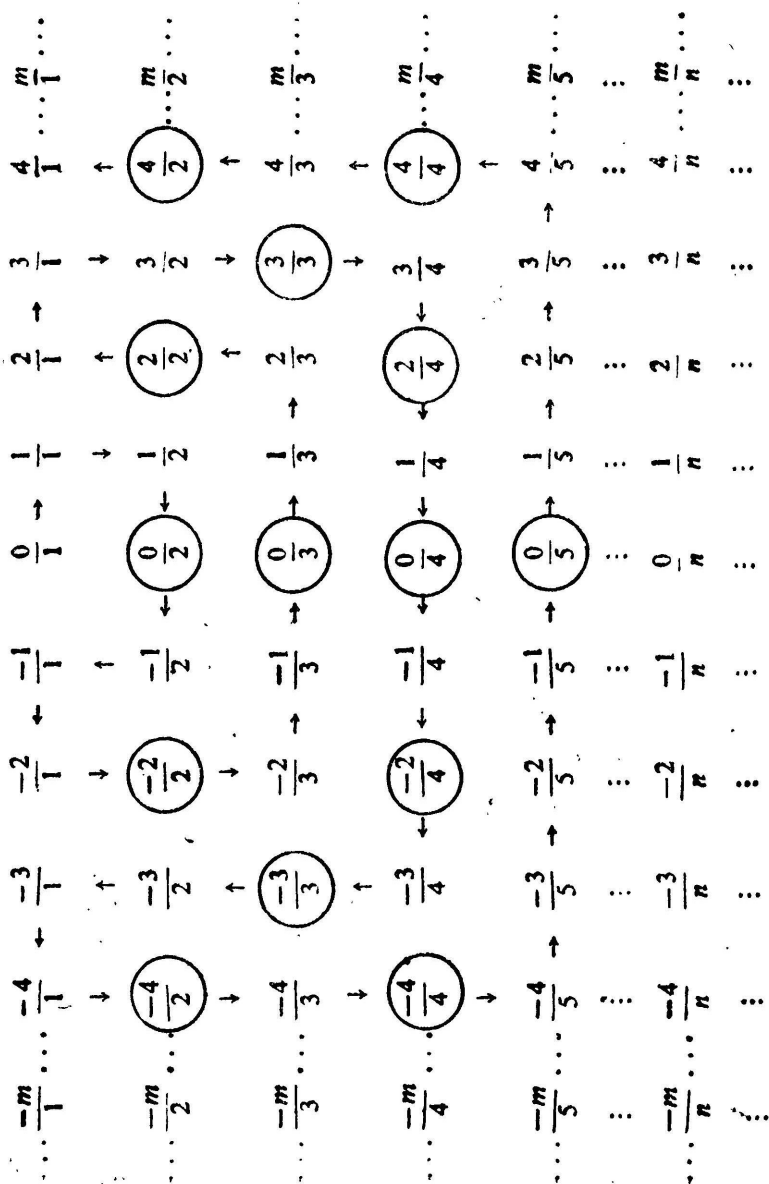 ··· -m/1 ··· -4/1 ← -3/1 -2/1 ← -1/1 0/1 → 1/1 2/1 → 3/1 4/1 ··· m/1 ···
↓ ↑ ↓ ↑ ↓ ↑ ↓ ↑
··· -m/2 ··· -4/2 -3/2 -2/2 -1/2 ← 0/2 ← 1/2 2/2 3/2 4/2 ··· m/2 ···
↓ ↑ ↓ ↑ ↓ ↑
··· -m/3 ··· -4/3 -3/3 -2/3 → -1/3 → 0/3 → 1/3 → 2/3 3/3 4/3 ··· m/3 ···
↓ ↑ ↓ ↑
··· -m/4 ··· -4/4 -3/4 ← -2/4 ← -1/4 ← 0/4 ← 1/4 ← 2/4 ← 3/4 4/4 ··· m/4 ···
↓ ↑
··· -m/5 ··· -4/5 → -3/5 → -2/5 → -1/5 → 0/5 → 1/5 → 2/5 → 3/5 → 4/5 ··· m/5 ···
... ... ... ... ... ... ... ... ... ... ...
··· -m/n ··· -4/n -3/n -2/n -1/n 0/n 1/n 2/n 3/n 4/n ··· m/n ···
... ... ... ... ... ... ... ... ... ... ...